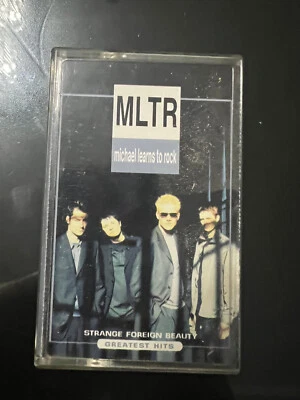 MLTR
michael learns to rock
STRANGE FOREIGN BEAUTY
GREATEST HITS